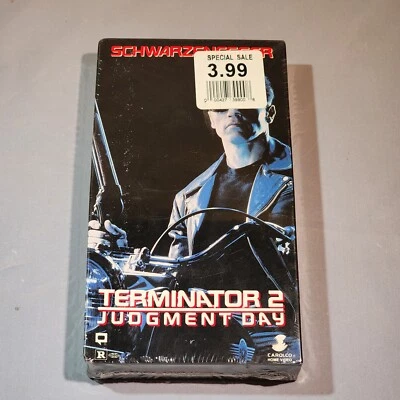 SCHWARZENEGGER
SPECIAL SALE
3.99
TERMINATOR 2
JUDGMENT DAY
R
CAROLCO
HOME VIDEO